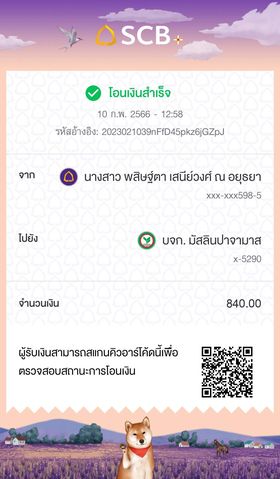 SCB
โอนเงินสำเร็จ
10 ก.พ. 2566 - 12:58
รหัสอ้างอิง: 2023021039nFfD45pkz6jGZpJ
จาก นางสาว พสิษฐ์ตา เสนีย์วงศ์ ณ อยุธยา
xxx-xxx598-5
ไปยัง บจก. มัสลินปาจามาส
x-5290
จำนวนเงิน 840.00
ผู้รับเงินสามารถสแกนคิวอาร์โค้ดนี้เพื่อ
ตรวจสอบสถานะการโอนเงิน